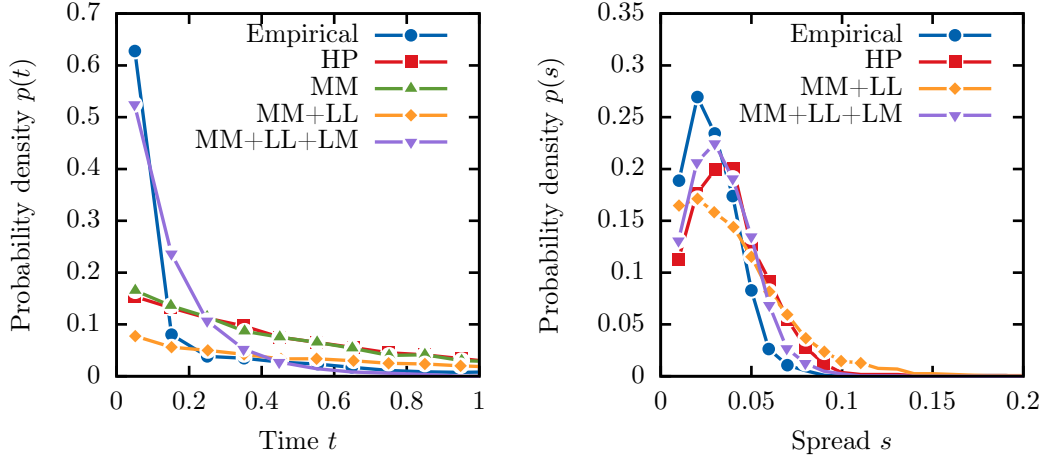 Probability density p(t)
0.7
0.6
0.5
0.4
0.3
0.2
0.1
0
0 0.2 0.4 0.6 0.8 1
Time t
Empirical
HP
MM
MM+LL
MM+LL+LM
Probability density p(s)
0.35
0.3
0.25
0.2
0.15
0.1
0.05
0
0 0.05 0.1 0.15 0.2
Spread s
Empirical
HP
MM+LL
MM+LL+LM